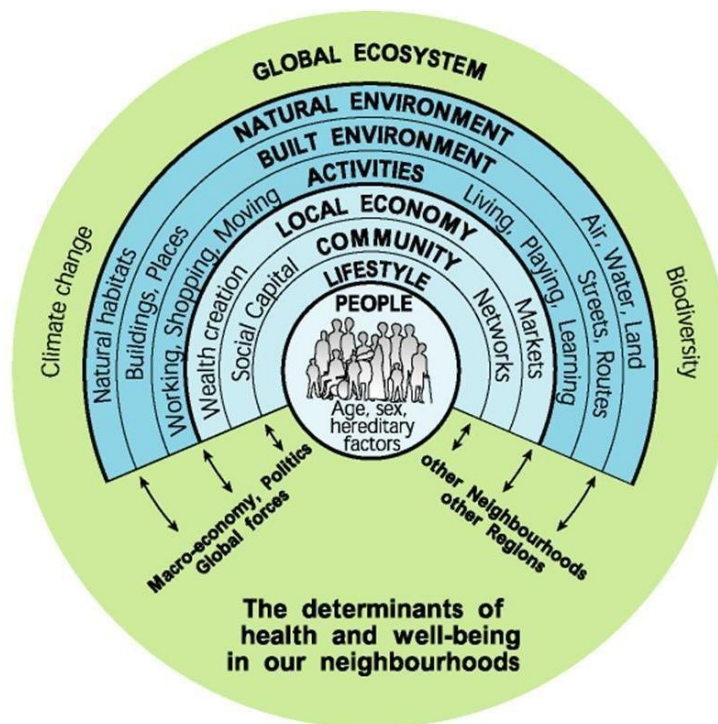 GLOBAL ECOSYSTEM
NATURAL ENVIRONMENT
BUILT ENVIRONMENT
ACTIVITIES
LOCAL ECONOMY
COMMUNITY
LIFESTYLE
PEOPLE
Age, sex,
hereditary
factors
Climate change
Natural habitats
Buildings, Places
Working, Shopping, Moving
Wealth creation
Social Capital
Networks
Markets
Living, Playing, Learning
Streets, Routes
Air, Water, Land
Biodiversity
Macro-economy, Politics
Global forces
other Neighbourhoods
other Regions
The determinants of
health and well-being
in our neighbourhoods